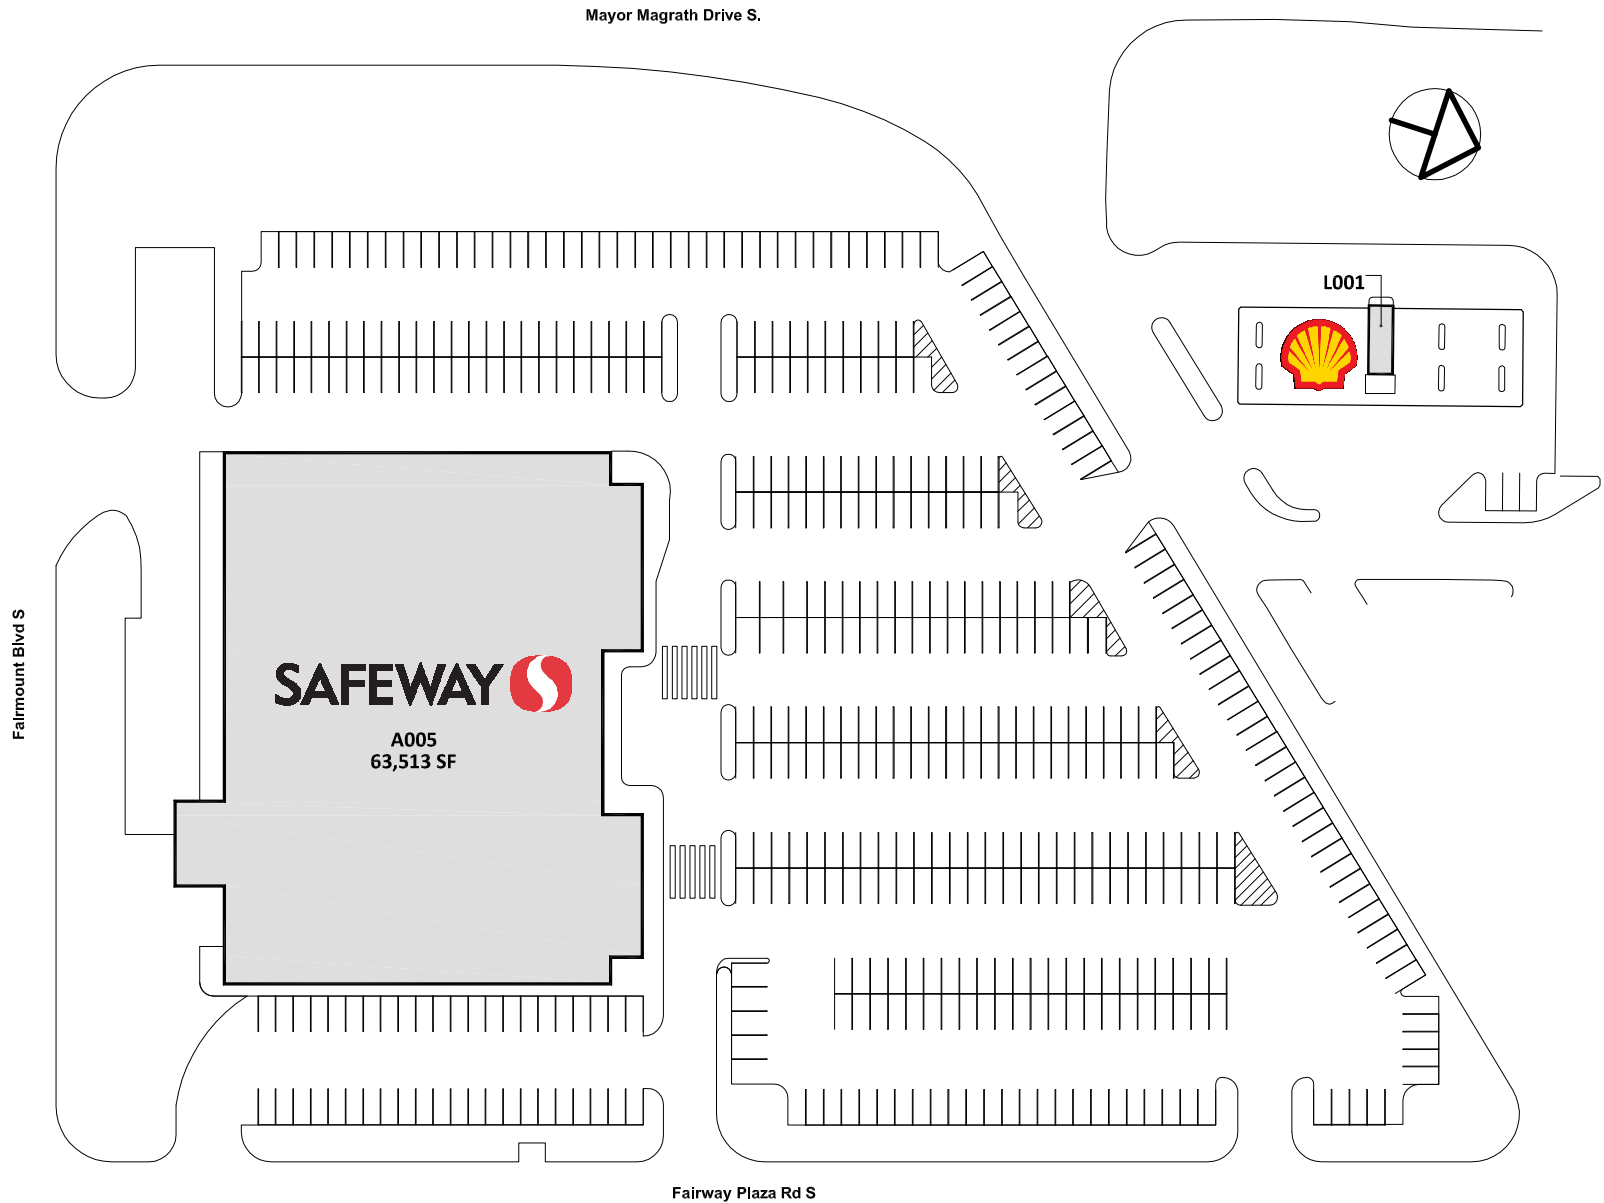 Mayor Magrath Drive S.
L001
Fairmount Blvd S
SAFEWAY
A005
63,513 SF
Fairway Plaza Rd S